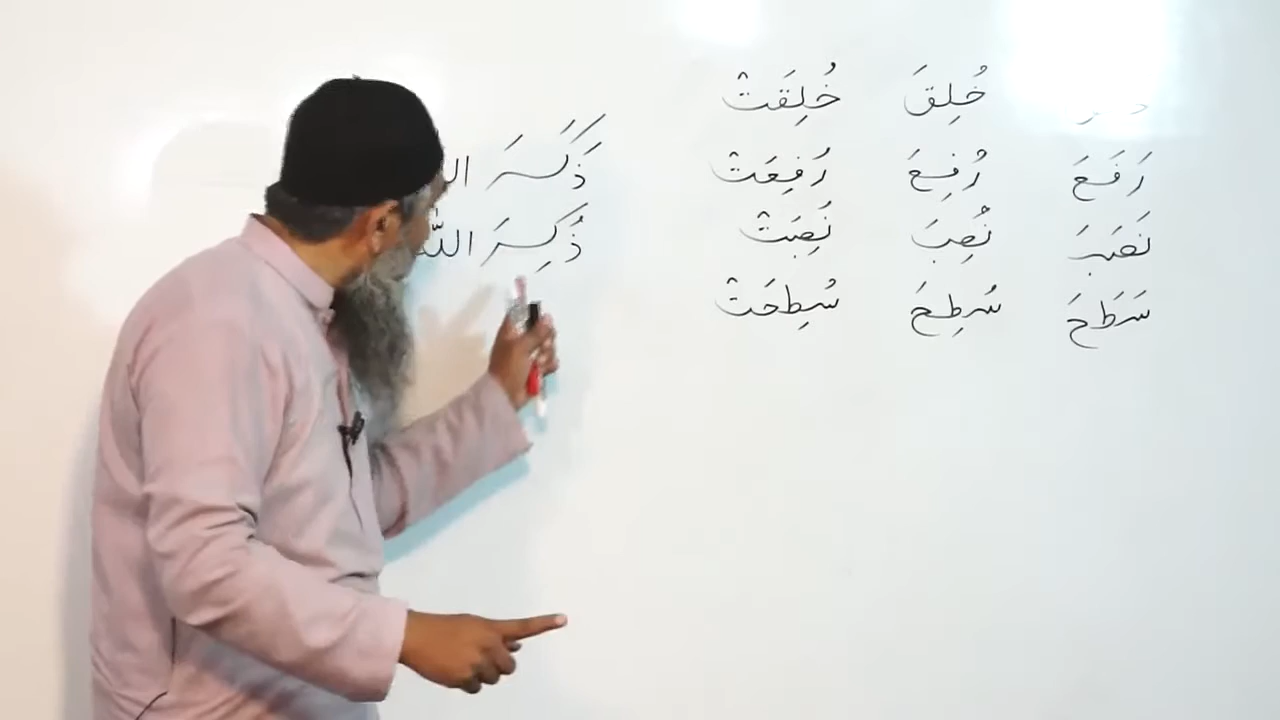 خُلِقَ خُلِقَتْ
رَفَعَ رُفِعَ رُفِعَتْ
نَصَبَ نُصِبَ نُصِبَتْ
سَطَحَ سُطِحَ سُطِحَتْ
ذَكَرَ
ذُكِرَ اللّٰه